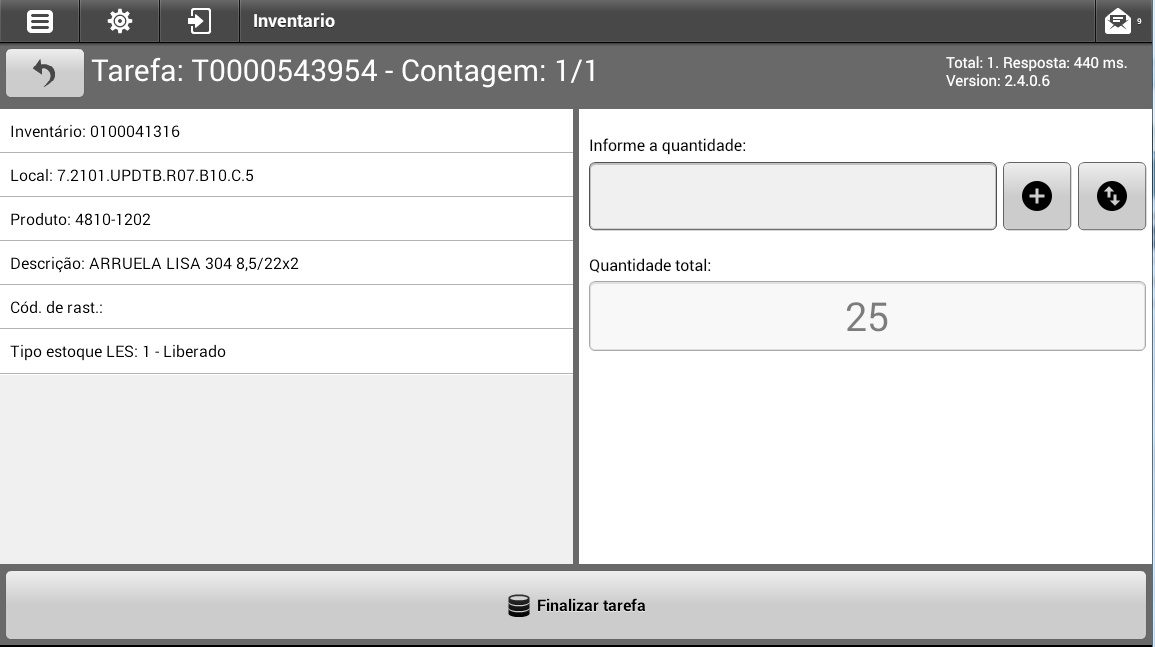 Inventario
9
Tarefa: T0000543954 - Contagem: 1/1
Total: 1. Resposta: 440 ms.
Version: 2.4.0.6
Inventário: 0100041316
Local: 7.2101.UPDTB.R07.B10.C.5
Produto: 4810-1202
Descrição: ARRUELA LISA 304 8,5/22x2
Cód. de rast.:
Tipo estoque LES: 1 - Liberado
Informe a quantidade:
Quantidade total:
25
Finalizar tarefa